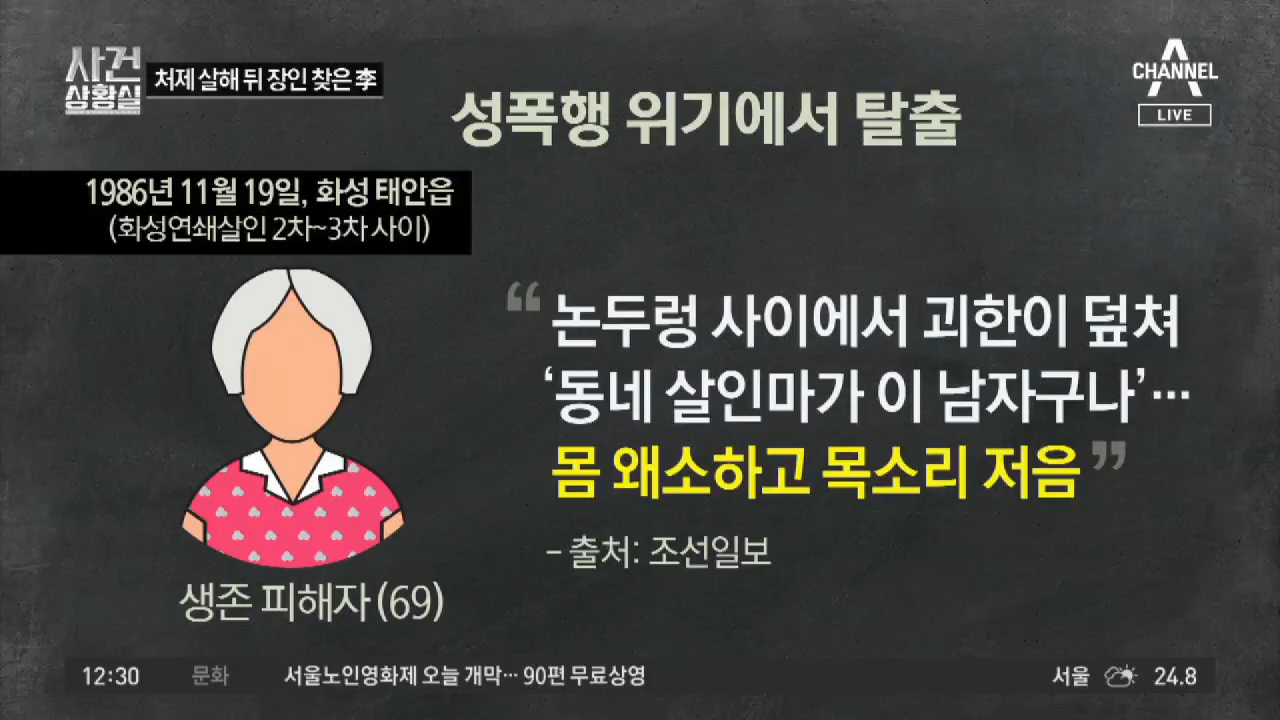 사건
상황실
처제 살해 뒤 장인 찾은 李
CHANNEL
LIVE
성폭행 위기에서 탈출
1986년 11월 19일, 화성 태안읍
(화성연쇄살인 2차~3차 사이)
“ 논두렁 사이에서 괴한이 덮쳐
‘동네 살인마가 이 남자구나’…
몸 왜소하고 목소리 저음 ”
– 출처: 조선일보
생존 피해자 (69)
12:30 문화 서울노인영화제 오늘 개막… 90편 무료상영 서울 24.8